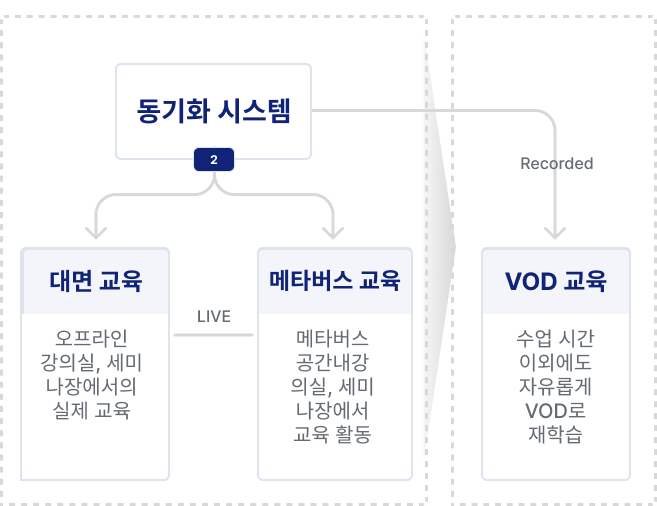 동기화 시스템
2
Recorded
대면 교육
메타버스 교육
VOD 교육
LIVE
오프라인
강의실, 세미
나장에서의
실제 교육
메타버스
공간내강
의실, 세미
나장에서
교육 활동
수업 시간
이외에도
자유롭게
VOD로
재학습